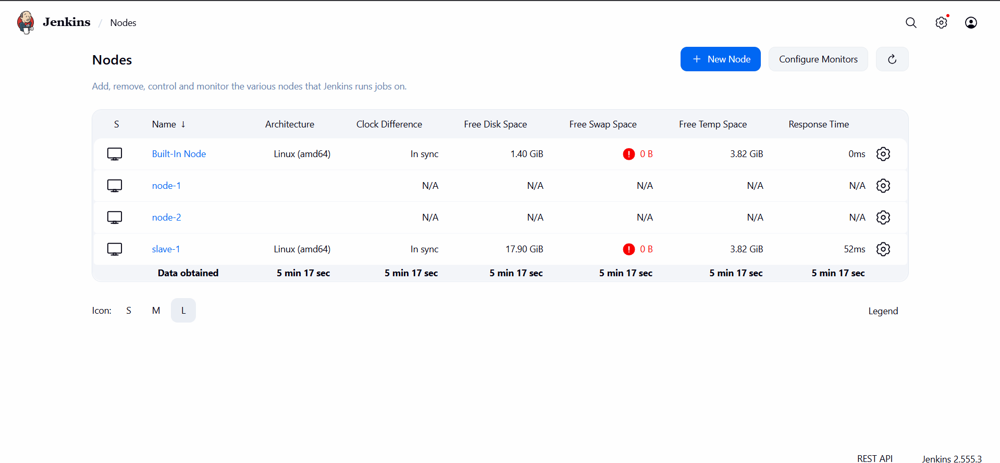 Jenkins / Nodes
Nodes
+ New Node
Configure Monitors
Add, remove, control and monitor the various nodes that Jenkins runs jobs on.
S Name ↓ Architecture Clock Difference Free Disk Space Free Swap Space Free Temp Space Response Time
Built-In Node Linux (amd64) In sync 1.40 GiB ! 0 B 3.82 GiB 0ms
node-1 N/A N/A N/A N/A N/A
node-2 N/A N/A N/A N/A N/A
slave-1 Linux (amd64) In sync 17.90 GiB ! 0 B 3.82 GiB 52ms
Data obtained 5 min 17 sec 5 min 17 sec 5 min 17 sec 5 min 17 sec 5 min 17 sec 5 min 17 sec
Icon: S M L Legend
REST API Jenkins 2.555.3